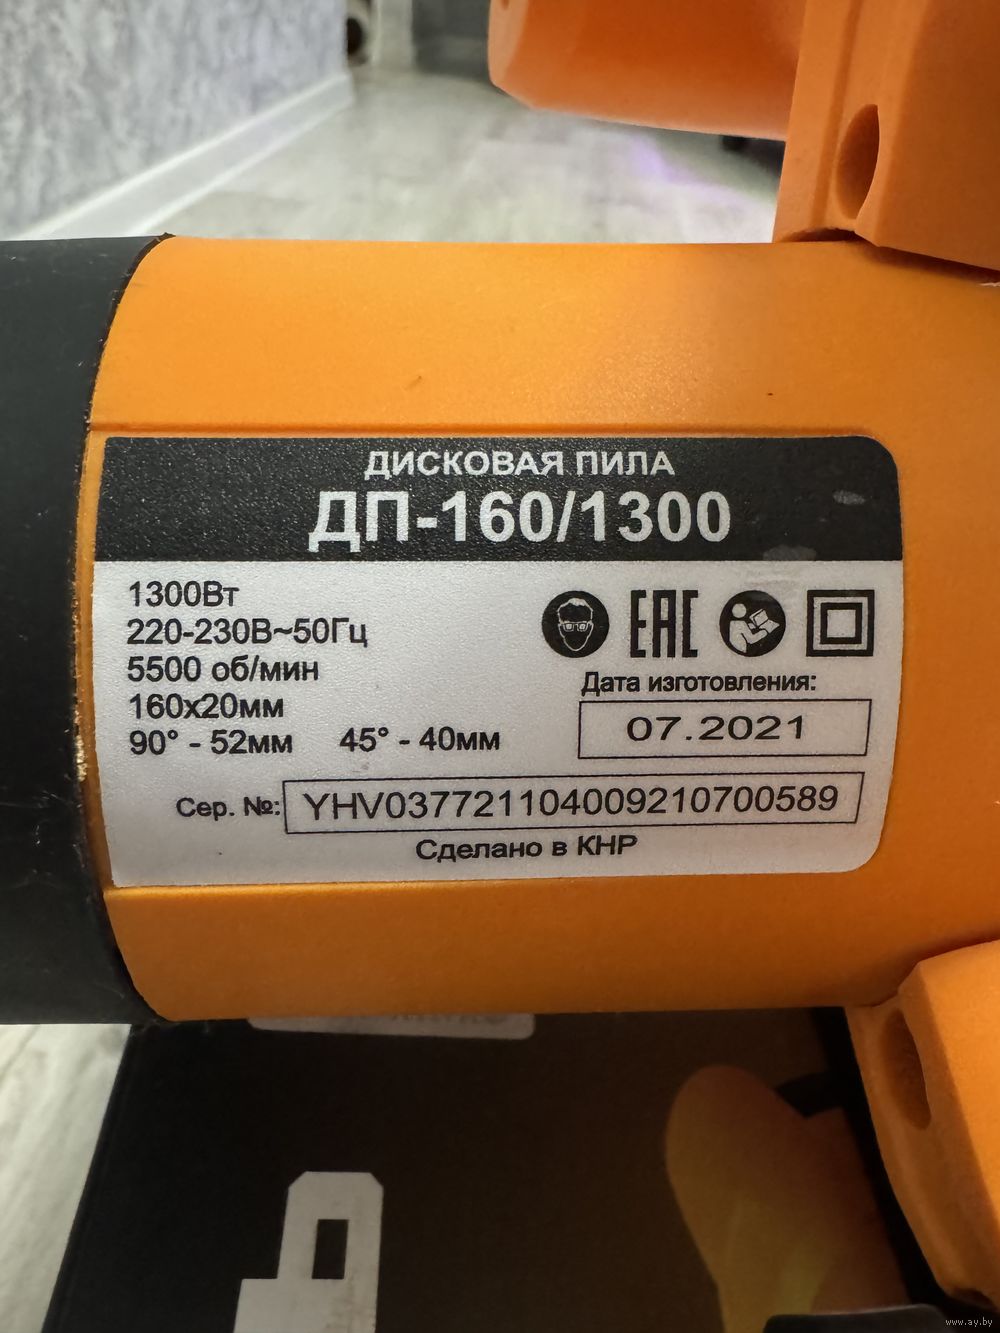 ДИСКОВАЯ ПИЛА
ДП-160/1300
1300Вт
220-230В~50Гц
5500 об/мин
160х20мм
90° - 52мм 45° - 40мм
ЕАС
Дата изготовления:
07.2021
Сер. №: YHV037721104009210700589
Сделано в КНР
www.ay.by